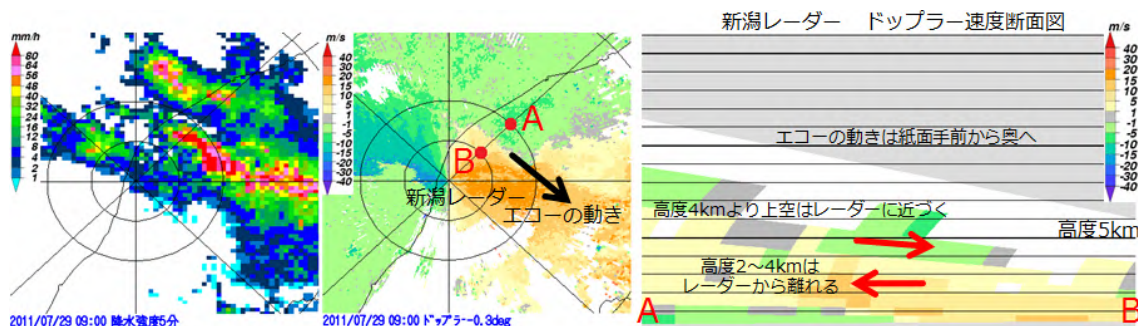 新潟レーダー ドップラー速度断面図
mm/h
80
64
56
48
40
32
24
16
12
8
4
2
1
2011/07/29 09:00 降水強度5分
m/s
40
30
20
15
10
5
1
-1
-5
-10
-15
-20
-30
-40
A
B
新潟レーダー
エコーの動き
2011/07/29 09:00 ドップラー0.3deg
m/s
40
30
20
15
10
5
1
-1
-5
-10
-15
-20
-30
-40
エコーの動きは紙面手前から奥へ
高度4kmより上空はレーダーに近づく
高度5km
高度2～4kmは
レーダーから離れる
A
B